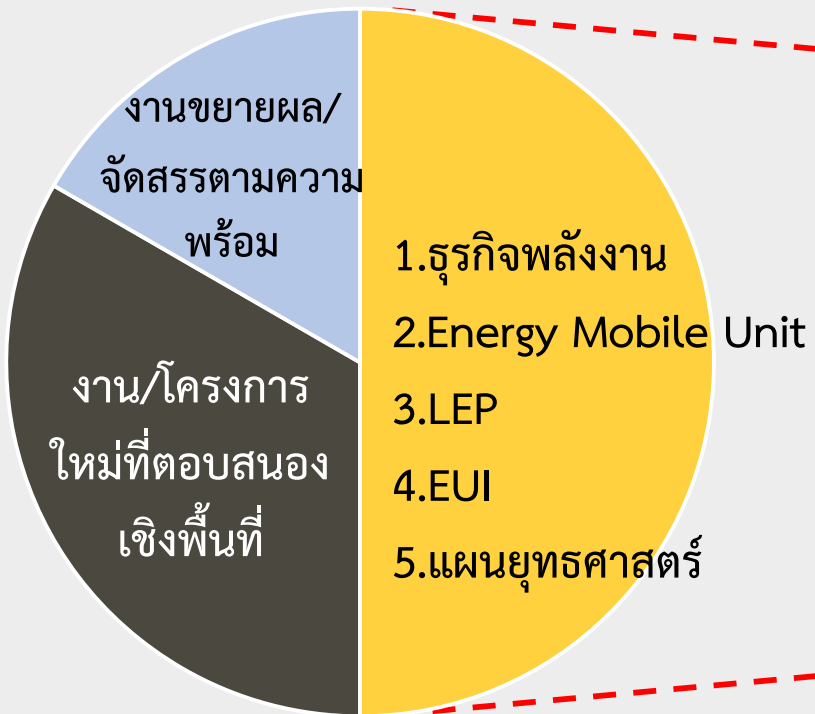 งานขยายผล/
จัดสรรตามความ
พร้อม
1.ธุรกิจพลังงาน
2.Energy Mobile Unit
3.LEP
4.EUI
5.แผนยุทธศาสตร์
งาน/โครงการ
ใหม่ที่ตอบสนอง
เชิงพื้นที่